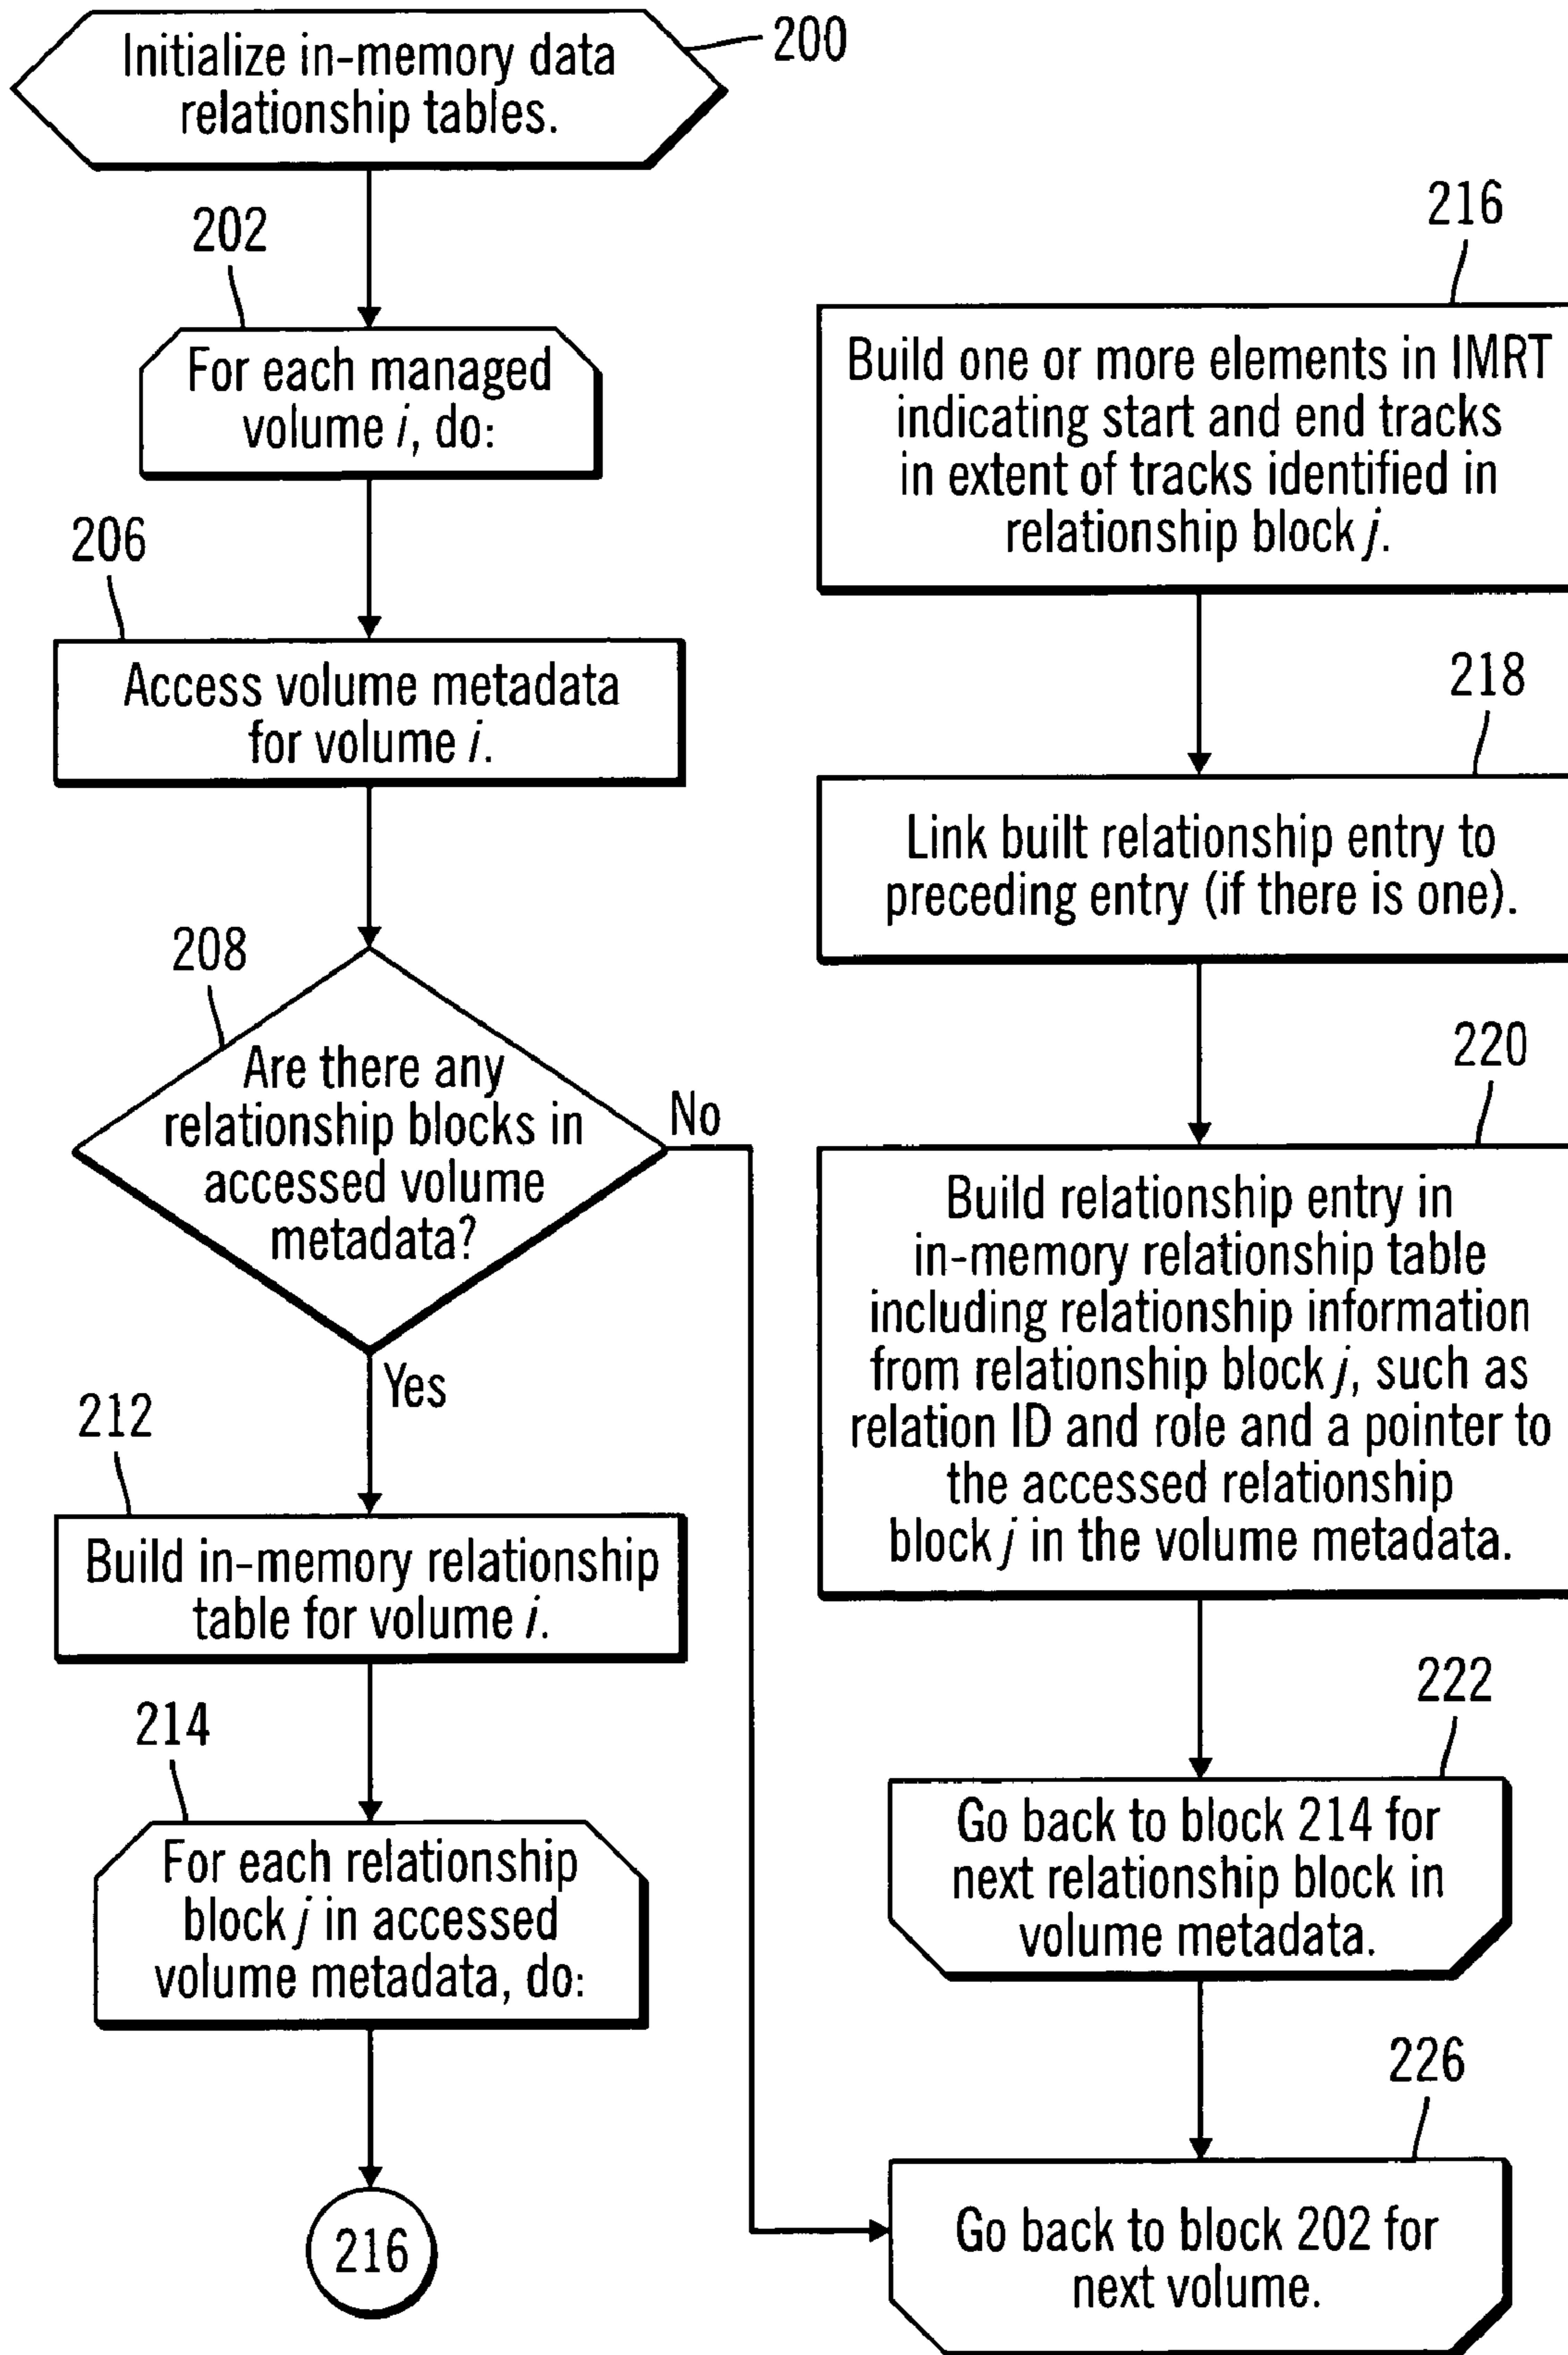 200
Initialize in-memory data
relationship tables.
202
For each managed
volume i, do:
206
Access volume metadata
for volume i.
208
Are there any
relationship blocks in
accessed volume
metadata?
No
Yes
212
Build in-memory relationship
table for volume i.
214
For each relationship
block j in accessed
volume metadata, do:
216
216
Build one or more elements in IMRT
indicating start and end tracks
in extent of tracks identified in
relationship block j.
218
Link built relationship entry to
preceding entry (if there is one).
220
Build relationship entry in
in-memory relationship table
including relationship information
from relationship block j, such as
relation ID and role and a pointer to
the accessed relationship
block j in the volume metadata.
222
Go back to block 214 for
next relationship block in
volume metadata.
226
Go back to block 202 for
next volume.